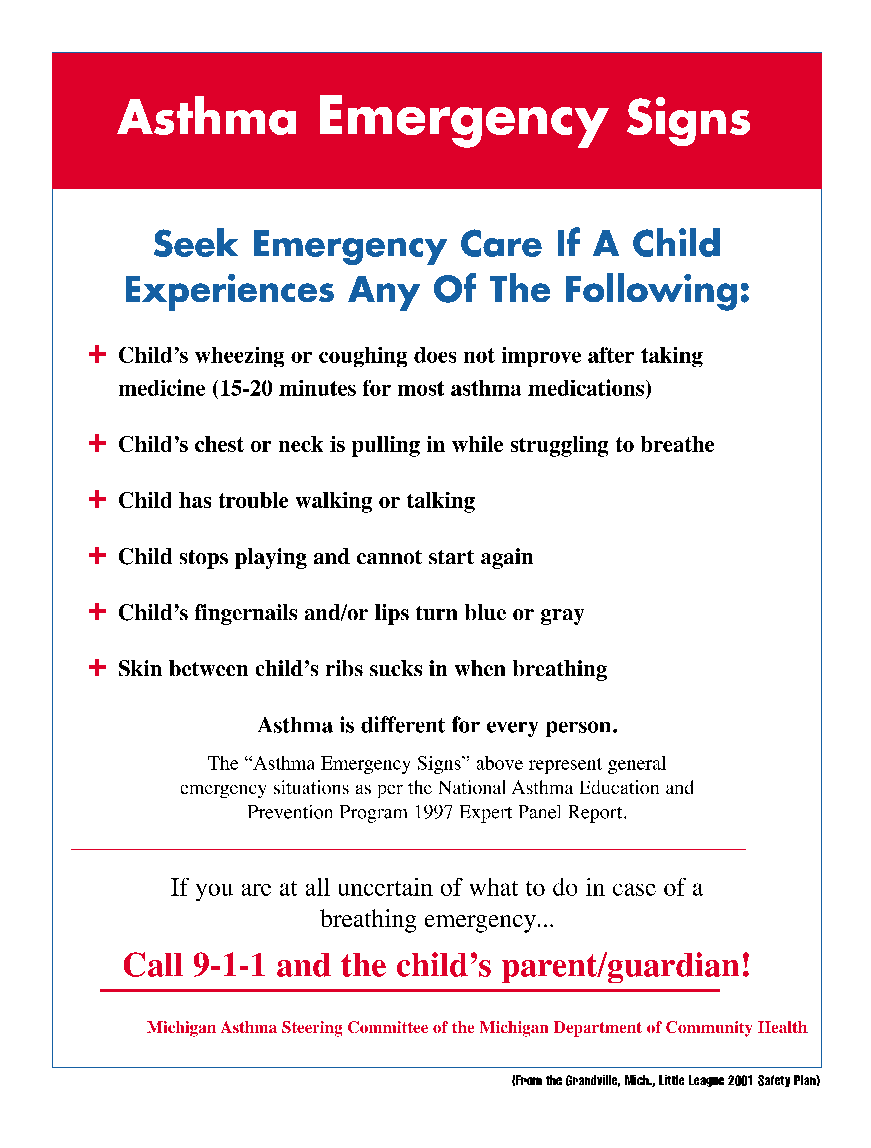 Asthma Emergency Signs
Seek Emergency Care If A Child
Experiences Any Of The Following:
+ Child’s wheezing or coughing does not improve after taking
medicine (15-20 minutes for most asthma medications)
+ Child’s chest or neck is pulling in while struggling to breathe
+ Child has trouble walking or talking
+ Child stops playing and cannot start again
+ Child’s fingernails and/or lips turn blue or gray
+ Skin between child’s ribs sucks in when breathing
Asthma is different for every person.
The “Asthma Emergency Signs” above represent general
emergency situations as per the National Asthma Education and
Prevention Program 1997 Expert Panel Report.
If you are at all uncertain of what to do in case of a
breathing emergency...
Call 9-1-1 and the child’s parent/guardian!
Michigan Asthma Steering Committee of the Michigan Department of Community Health
(From the Grandville, Mich., Little League 2001 Safety Plan)